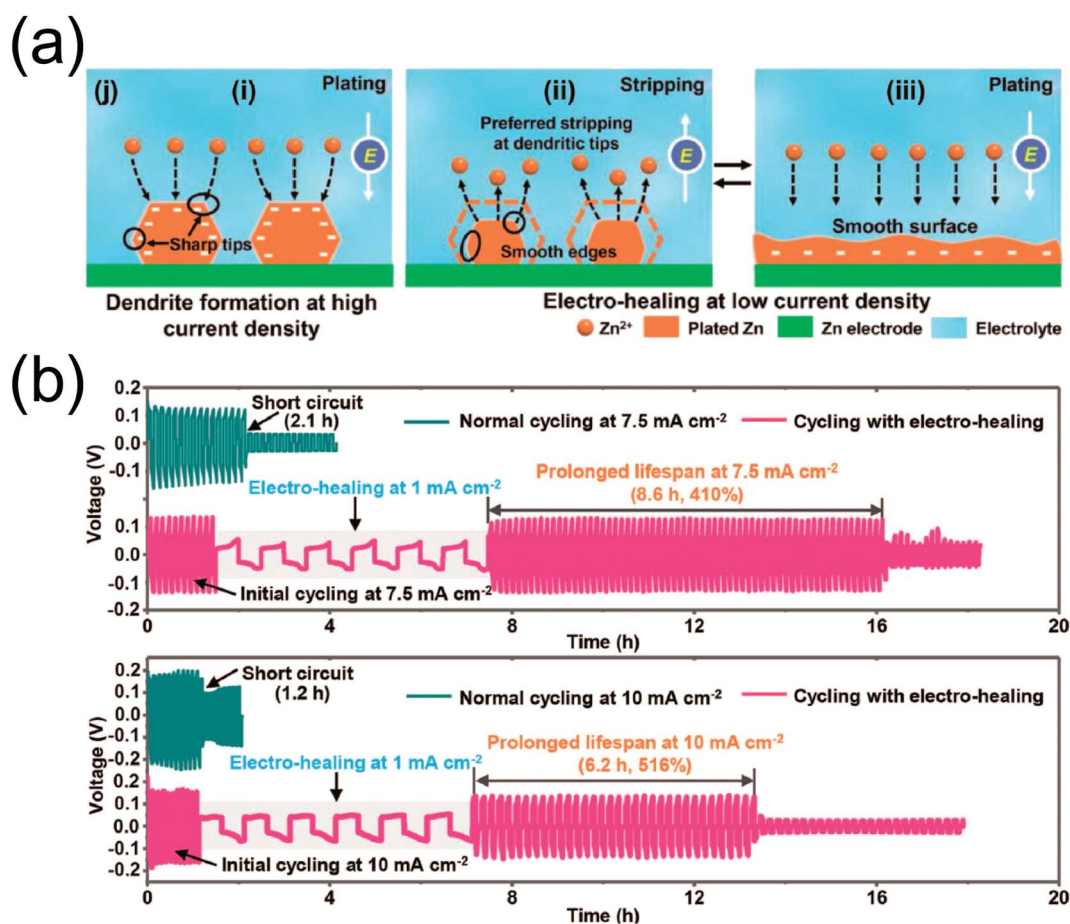 (a)
(j)
(i)
Plating
E
Sharp tips
Dendrite formation at high
current density
(ii)
Stripping
Preferred stripping
at dendritic tips
E
Smooth edges
(iii)
Plating
E
Smooth surface
Electro-healing at low current density
Zn²⁺
Plated Zn
Zn electrode
Electrolyte
(b)
Voltage (V)
0.2
0.1
0.0
-0.1
0.1
0.0
-0.1
-0.2
Short circuit
(2.1 h)
Normal cycling at 7.5 mA cm⁻²
Cycling with electro-healing
Electro-healing at 1 mA cm⁻²
Prolonged lifespan at 7.5 mA cm⁻²
(8.6 h, 410%)
Initial cycling at 7.5 mA cm⁻²
0 4 8 12 16 20
Time (h)
Voltage (V)
0.2
0.1
0.0
-0.1
-0.2
0.2
0.1
0.0
-0.1
-0.2
Short circuit
(1.2 h)
Normal cycling at 10 mA cm⁻²
Cycling with electro-healing
Electro-healing at 1 mA cm⁻²
Prolonged lifespan at 10 mA cm⁻²
(6.2 h, 516%)
Initial cycling at 10 mA cm⁻²
0 4 8 12 16 20
Time (h)